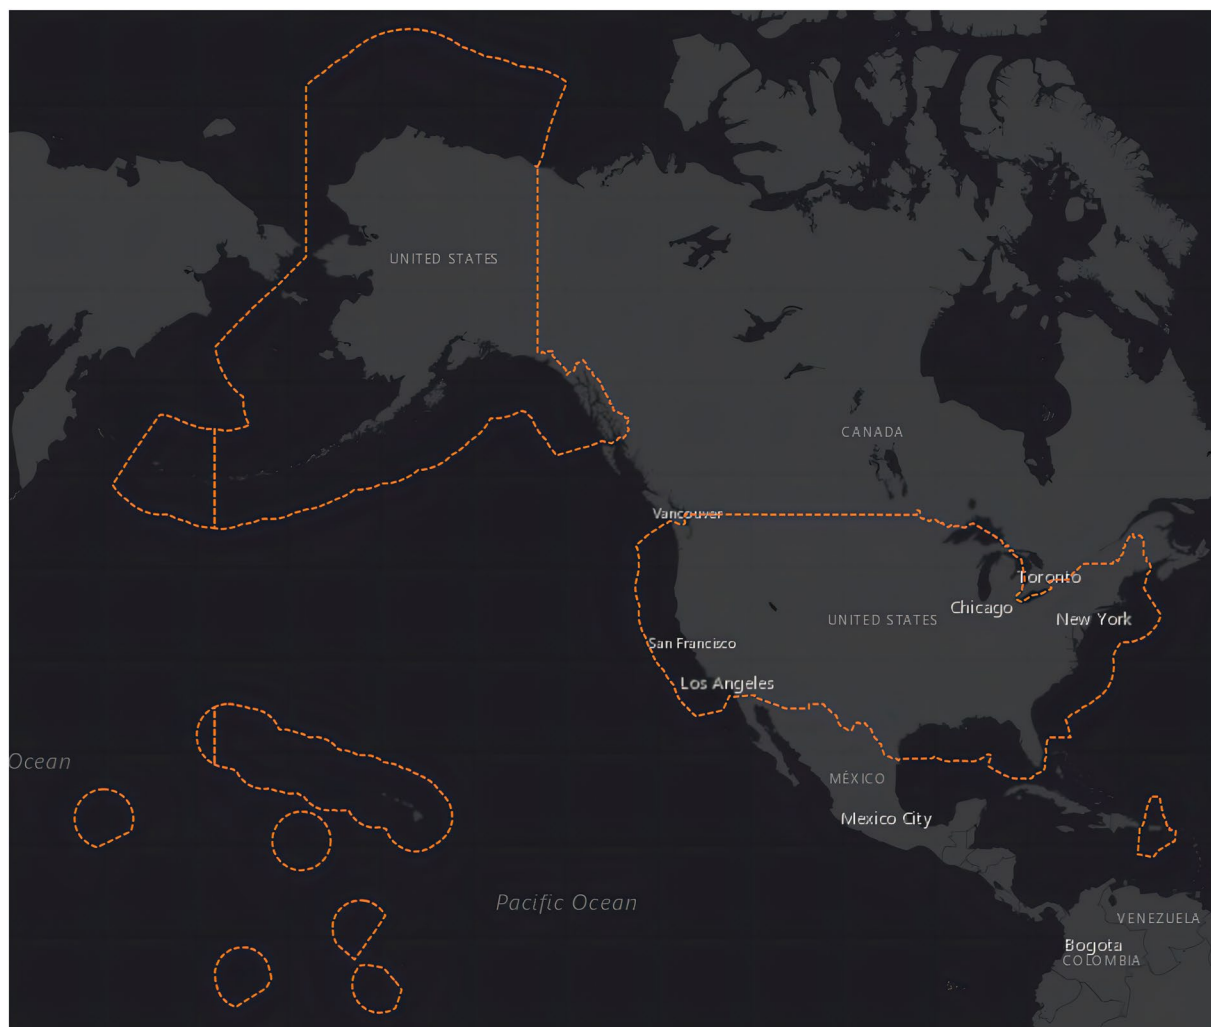 UNITED STATES
CANADA
Vancouver
Toronto
Chicago
New York
UNITED STATES
San Francisco
Los Angeles
Ocean
MÉXICO
Mexico City
Pacific Ocean
VENEZUELA
Bogota
COLOMBIA